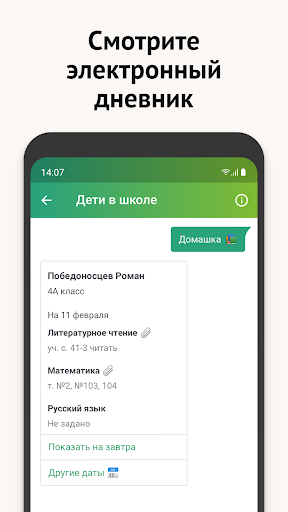 Смотрите
электронный
дневник
14:07
Дети в школе
Домашка
Победоносцев Роман
4А класс
На 11 февраля
Литературное чтение
уч. с. 41-3 читать
Математика
т. №2, №103, 104
Русский язык
Не задано
Показать на завтра
Другие даты